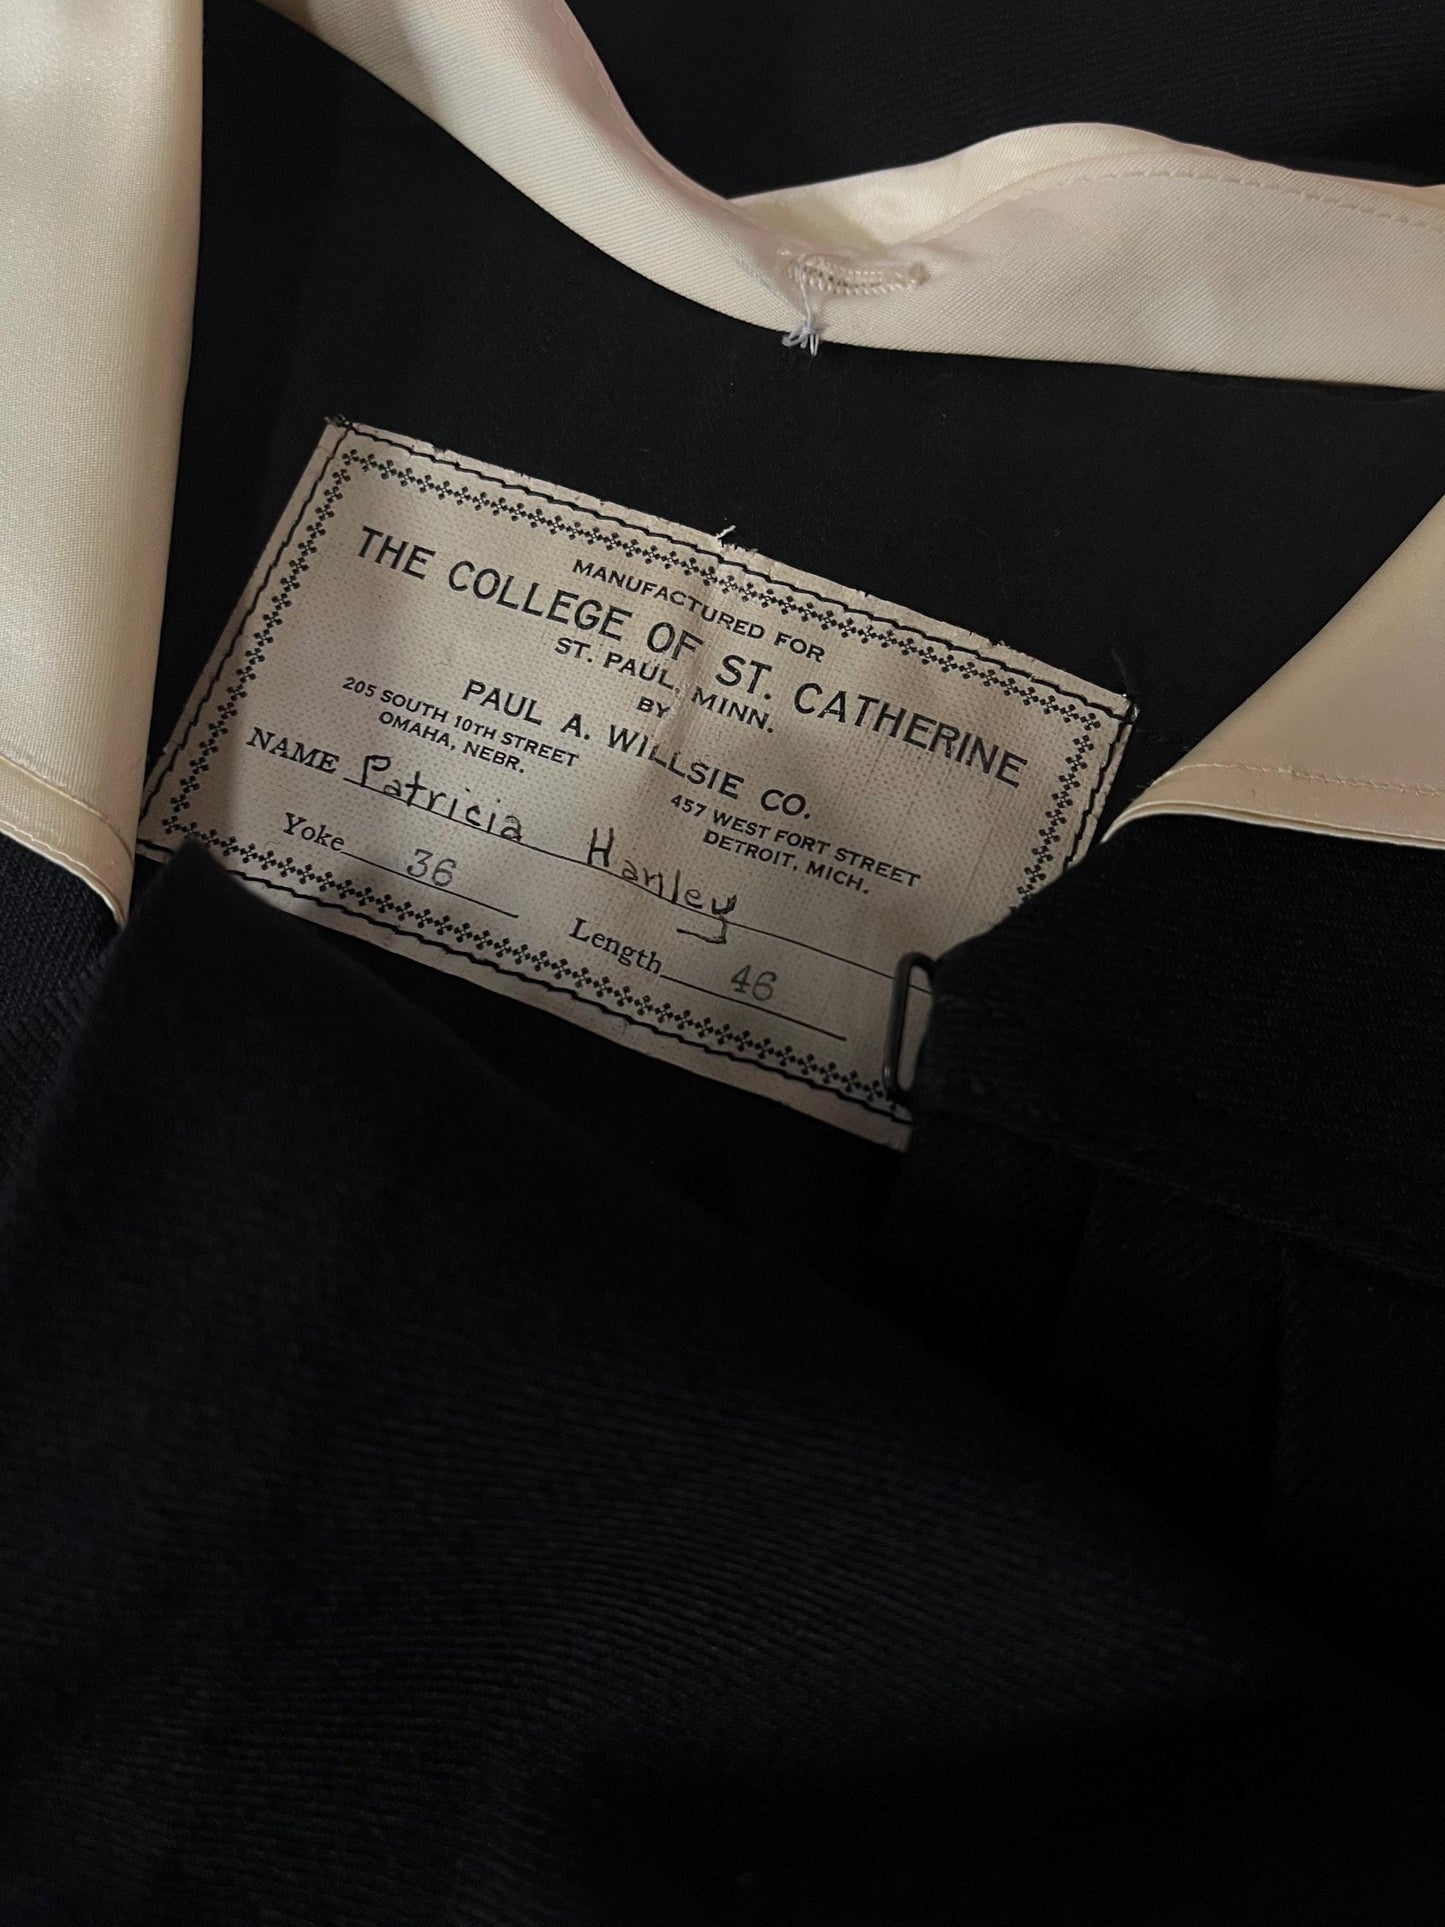 MANUFACTURED FOR
THE COLLEGE OF ST. CATHERINE
ST. PAUL, MINN.
BY
PAUL A. WILLSIE CO.
205 SOUTH 10TH STREET
OMAHA, NEBR.
457 WEST FORT STREET
DETROIT, MICH.
NAME Patricia Hanley
Yoke 36 Length 46